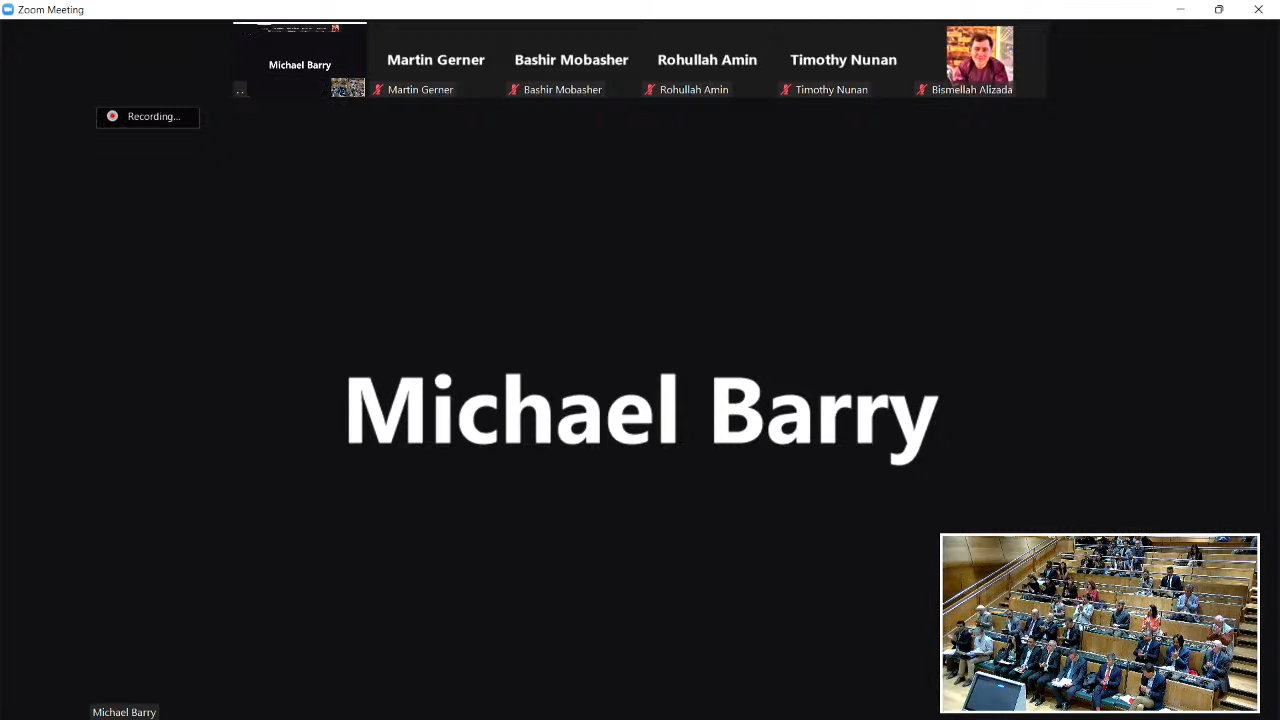 Zoom Meeting
Michael Barry
Martin Gerner
Bashir Mobasher
Rohullah Amin
Timothy Nunan
..
Martin Gerner
Bashir Mobasher
Rohullah Amin
Timothy Nunan
Bismellah Alizada
Recording...
Michael Barry
Michael Barry